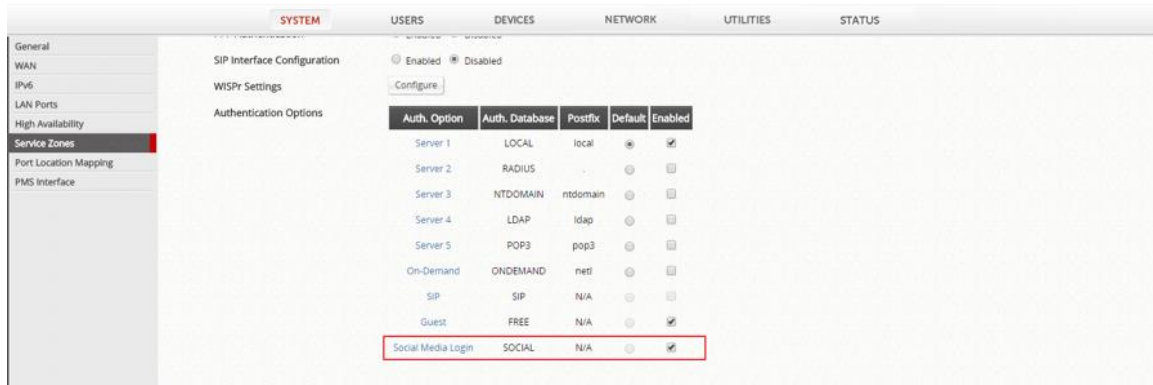 SYSTEM USERS DEVICES NETWORK UTILITIES STATUS
General
WAN
IPv6
LAN Ports
High Availability
Service Zones
Port Location Mapping
PMS Interface
SIP Interface Configuration Enabled Disabled
WISPr Settings Configure
Authentication Options
Auth. Option Auth. Database Postfix Default Enabled
Server 1 LOCAL local
Server 2 RADIUS .
Server 3 NTDOMAIN ntdomain
Server 4 LDAP ldap
Server 5 POP3 pop3
On-Demand ONDEMAND netl
SIP SIP N/A
Guest FREE N/A
Social Media Login SOCIAL N/A